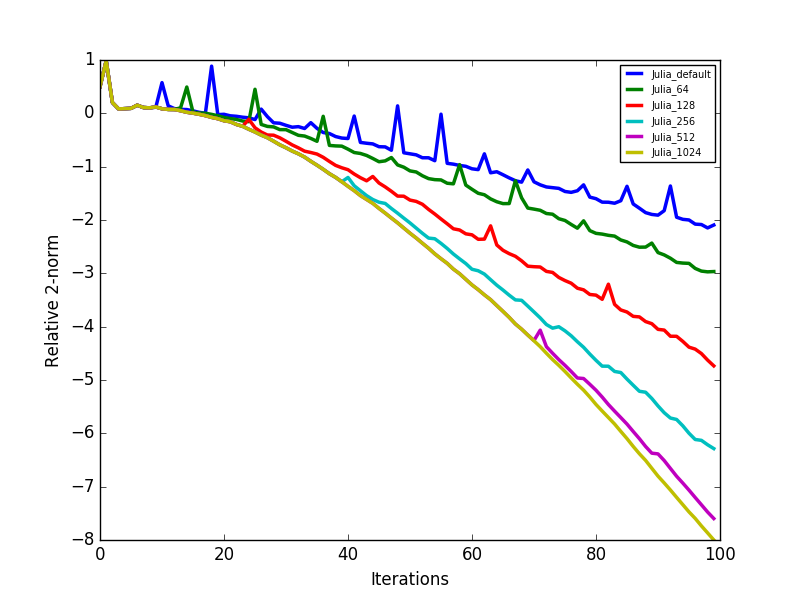 1
0
−1
−2
−3
−4
−5
−6
−7
−8
Relative 2-norm
0
20
40
60
80
100
Iterations
Julia_default
Julia_64
Julia_128
Julia_256
Julia_512
Julia_1024